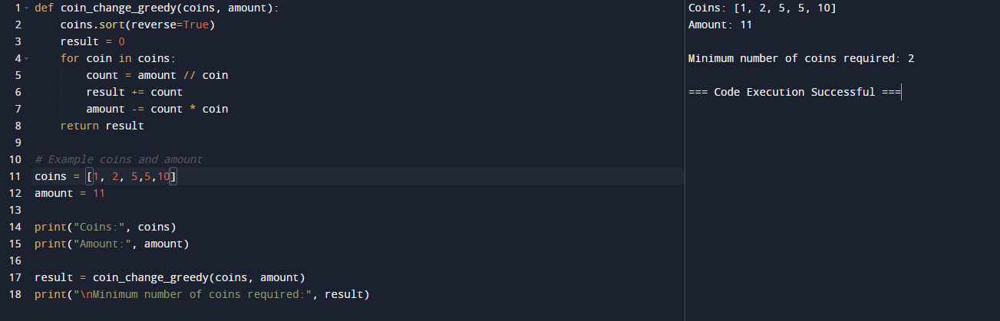 1 def coin_change_greedy(coins, amount):
2     coins.sort(reverse=True)
3     result = 0
4     for coin in coins:
5         count = amount // coin
6         result += count
7         amount -= count * coin
8     return result
9
10 # Example coins and amount
11 coins = [1, 2, 5,5,10]
12 amount = 11
13
14 print("Coins:", coins)
15 print("Amount:", amount)
16
17 result = coin_change_greedy(coins, amount)
18 print("\nMinimum number of coins required:", result)
Coins: [1, 2, 5, 5, 10]
Amount: 11
Minimum number of coins required: 2
=== Code Execution Successful ===